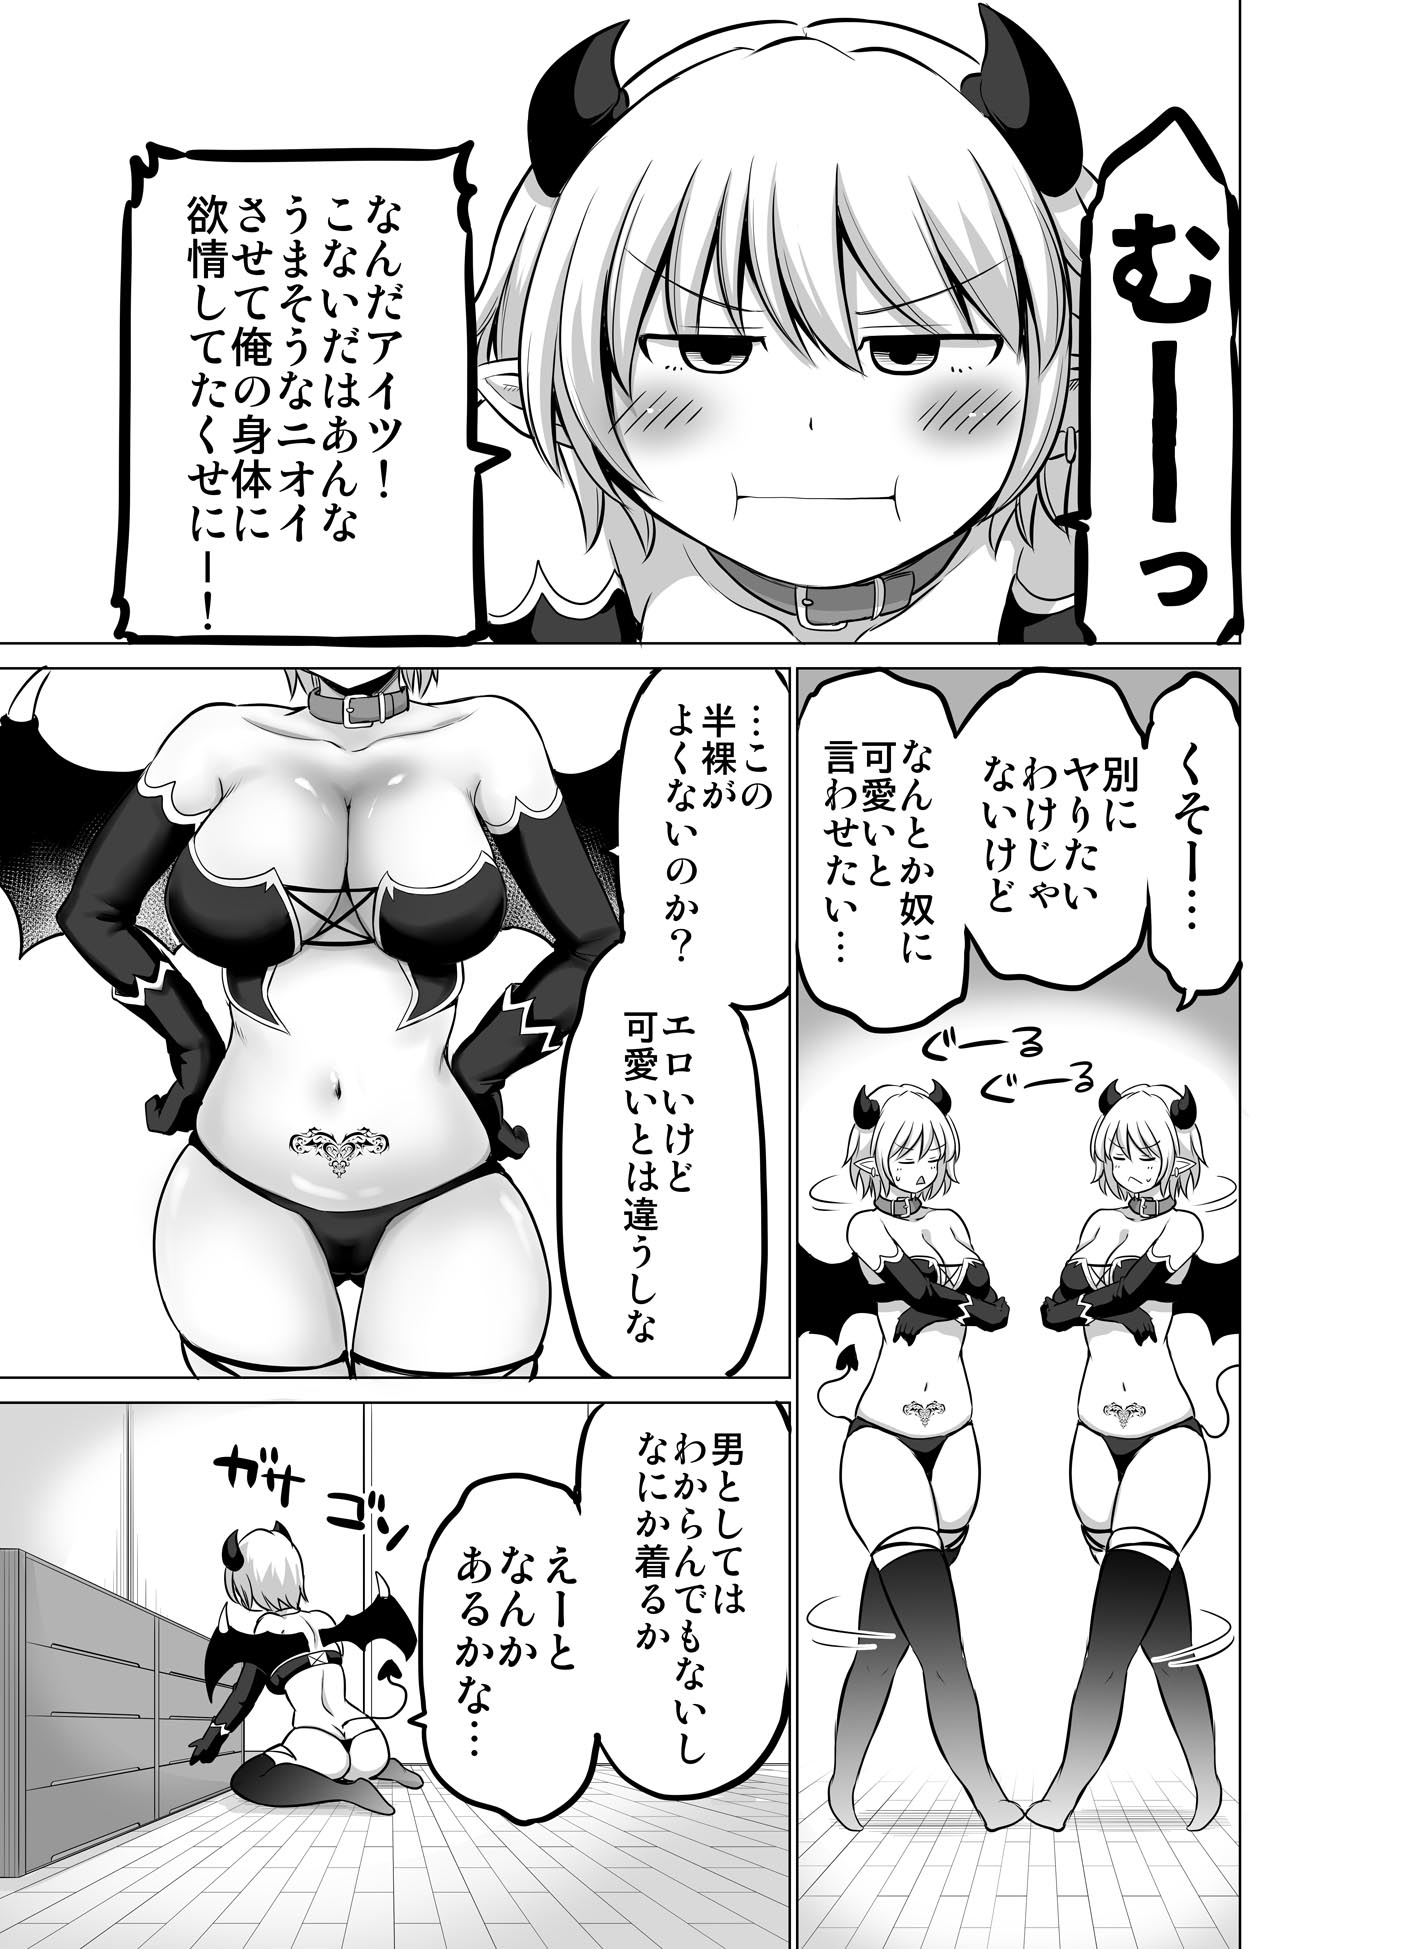 むーーっ
なんだアイツ！
こないだはあんな
うまそうなニオイ
させて俺の身体に
欲情してたくせにー！
くそー…
別に
ヤりたい
わけじゃ
ないけど
なんとか奴に
可愛いと
言わせたい…
ぐーる
ぐーる
…この
半裸が
よくないのか？
エロいけど
可愛いとは違うしな
男としては
わからんでもないし
なにか着るか
えーと
なんか
あるかな…
ゴソ
ガサ